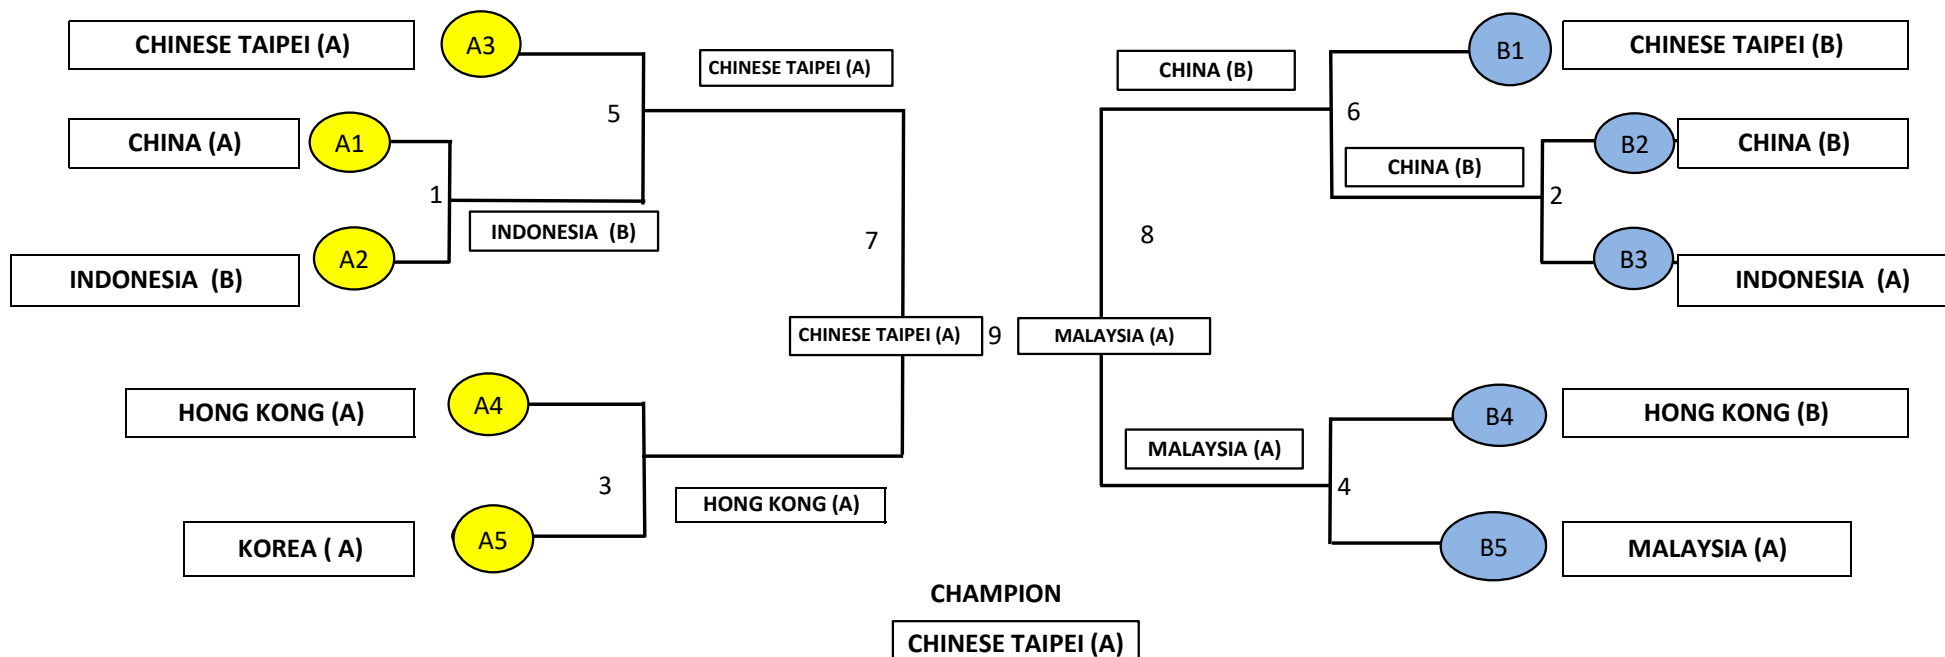 CHINESE TAIPEI (A)
A3
CHINESE TAIPEI (A)
CHINA (B)
B1
CHINESE TAIPEI (B)
5
6
CHINA (A)
A1
CHINA (B)
B2
CHINA (B)
1
2
INDONESIA  (B)
7
8
INDONESIA  (B)
A2
B3
INDONESIA  (A)
CHINESE TAIPEI (A)
9
MALAYSIA (A)
HONG KONG (A)
A4
B4
HONG KONG (B)
MALAYSIA (A)
3
4
HONG KONG (A)
KOREA ( A)
A5
B5
MALAYSIA (A)
CHAMPION
CHINESE TAIPEI (A)